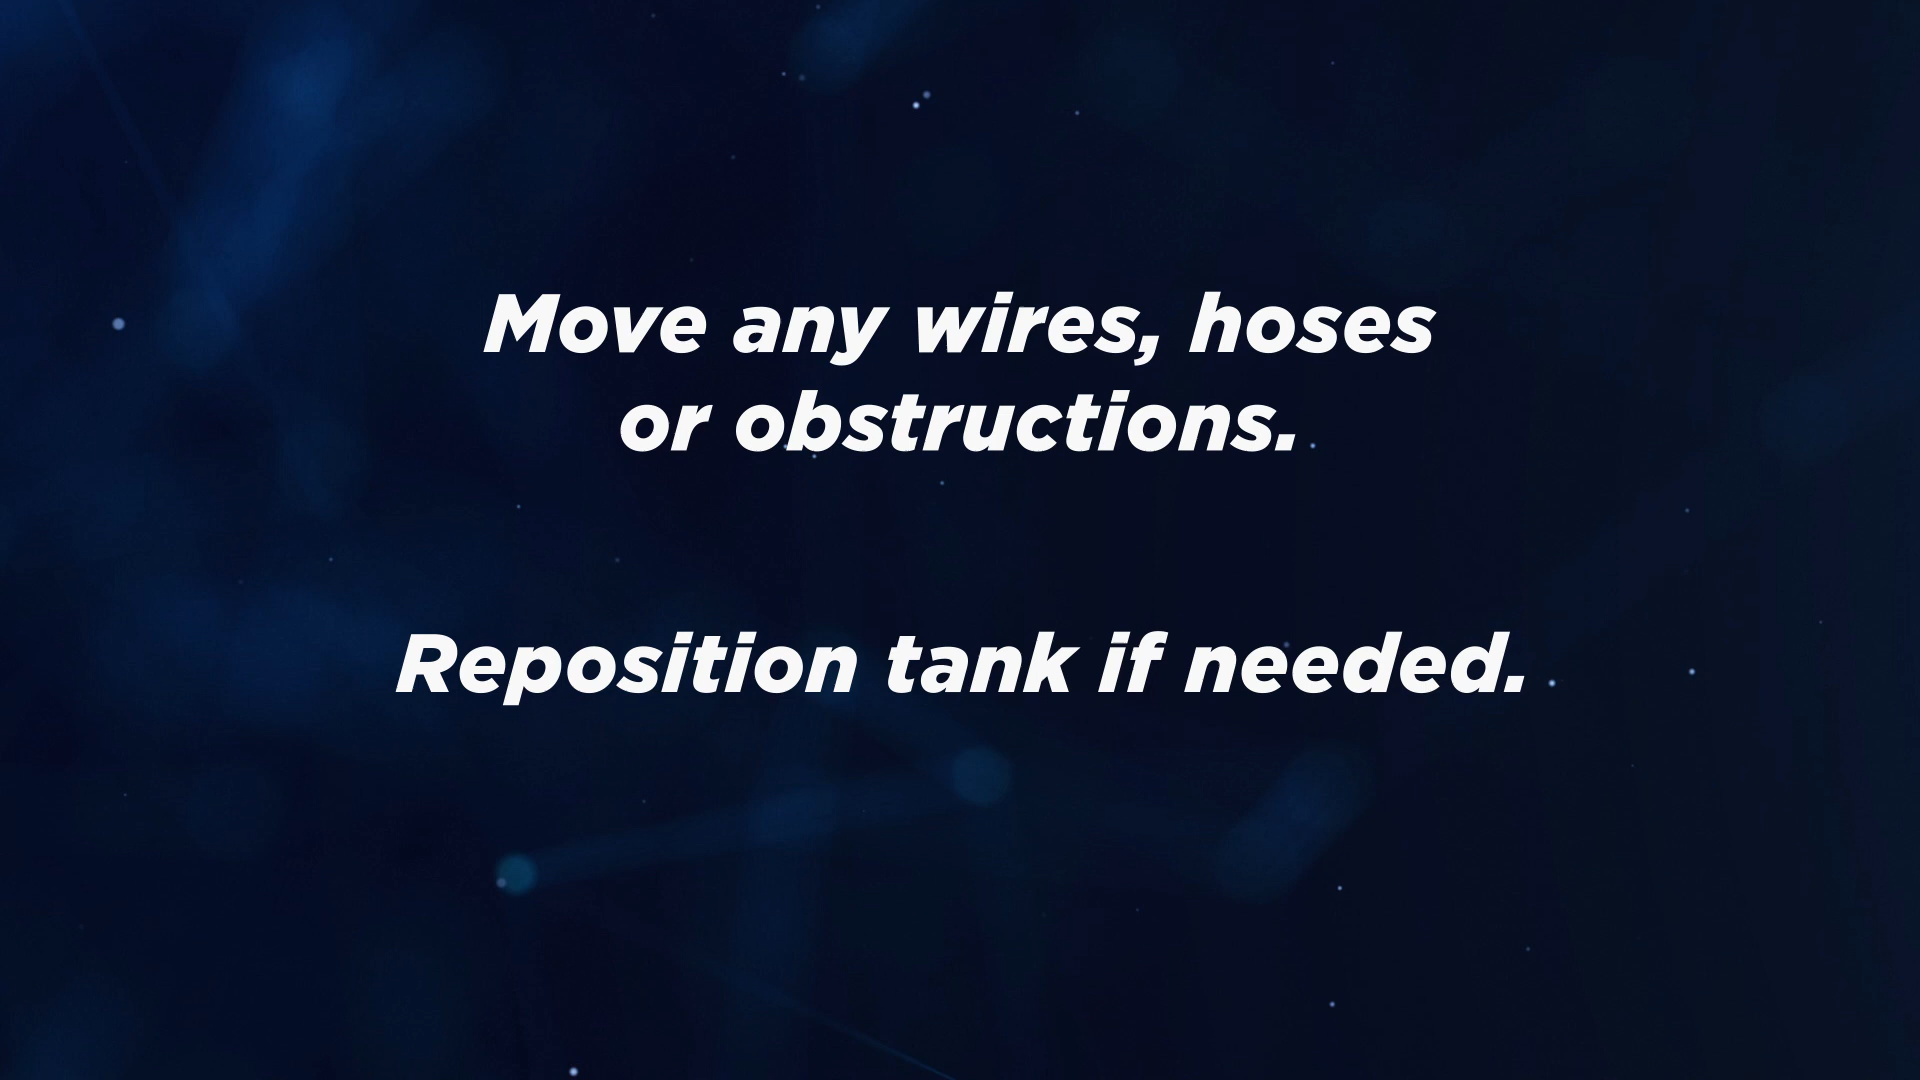 Move any wires, hoses
or obstructions.
Reposition tank if needed.